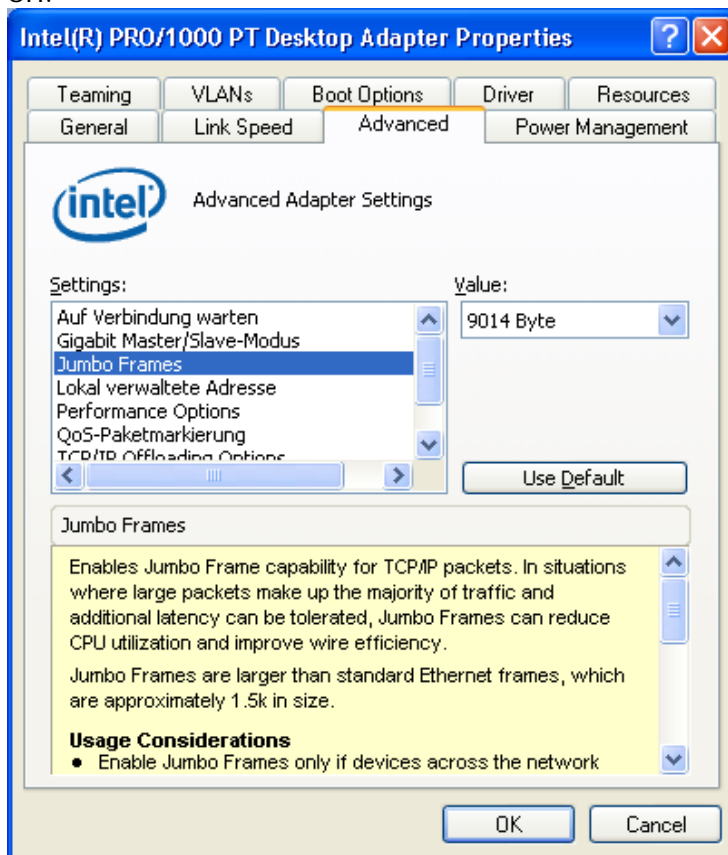 Intel(R) PRO/1000 PT Desktop Adapter Properties
Teaming VLANs Boot Options Driver Resources
General Link Speed Advanced Power Management
intel
Advanced Adapter Settings
Settings:
Value:
Auf Verbindung warten
9014 Byte
Gigabit Master/Slave-Modus
Jumbo Frames
Lokal verwaltete Adresse
Performance Options
QoS-Paketmarkierung
TCP/IP Offloading Options
Use Default
Jumbo Frames
Enables Jumbo Frame capability for TCP/IP packets. In situations
where large packets make up the majority of traffic and
additional latency can be tolerated, Jumbo Frames can reduce
CPU utilization and improve wire efficiency.
Jumbo Frames are larger than standard Ethernet frames, which
are approximately 1.5k in size.
Usage Considerations
• Enable Jumbo Frames only if devices across the network
OK Cancel